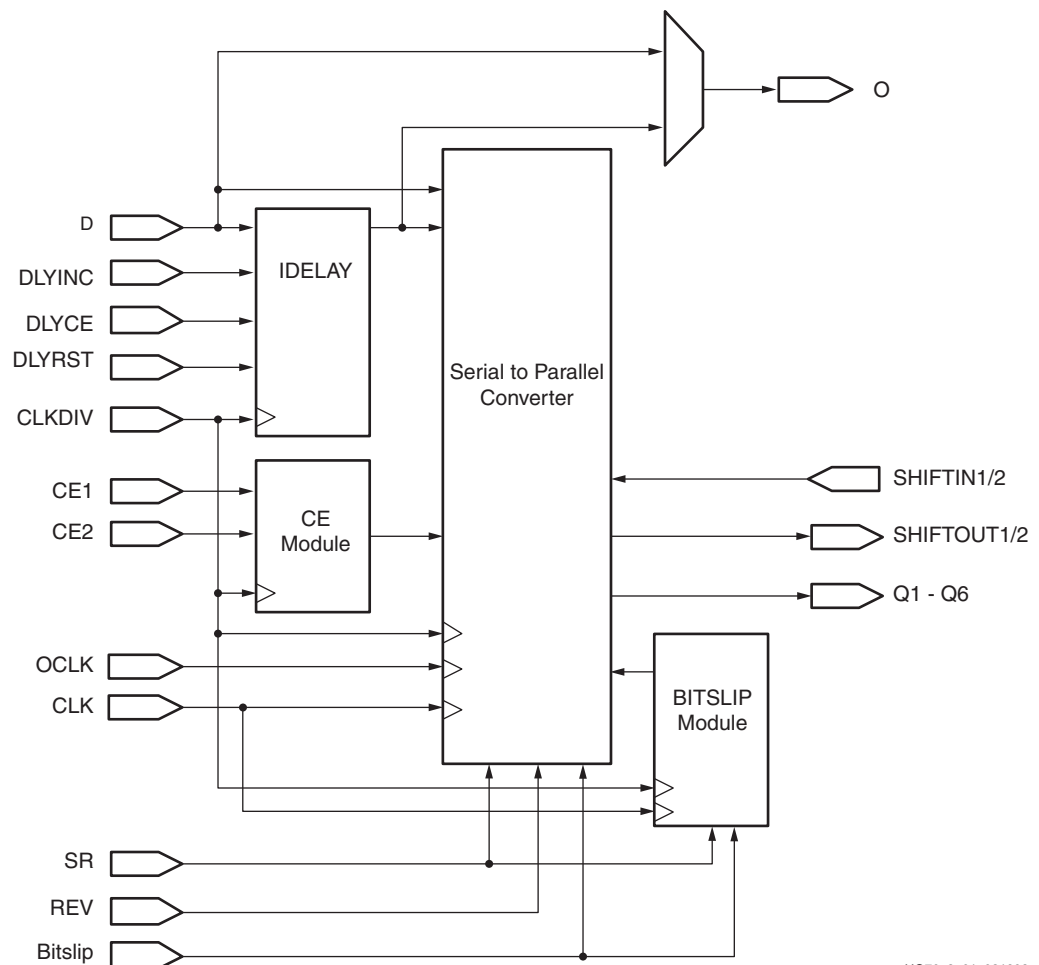 O
D
IDELAY
DLYINC
DLYCE
DLYRST
Serial to Parallel
Converter
CLKDIV
CE1
SHIFTIN1/2
CE2
CE
Module
SHIFTOUT1/2
Q1 - Q6
OCLK
CLK
BITSLIP
Module
SR
REV
Bitslip